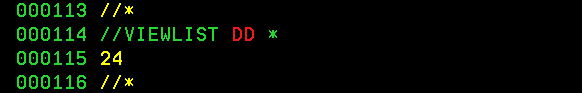 000113 //*
000114 //VIEWLIST DD *
000115 24
000116 //*